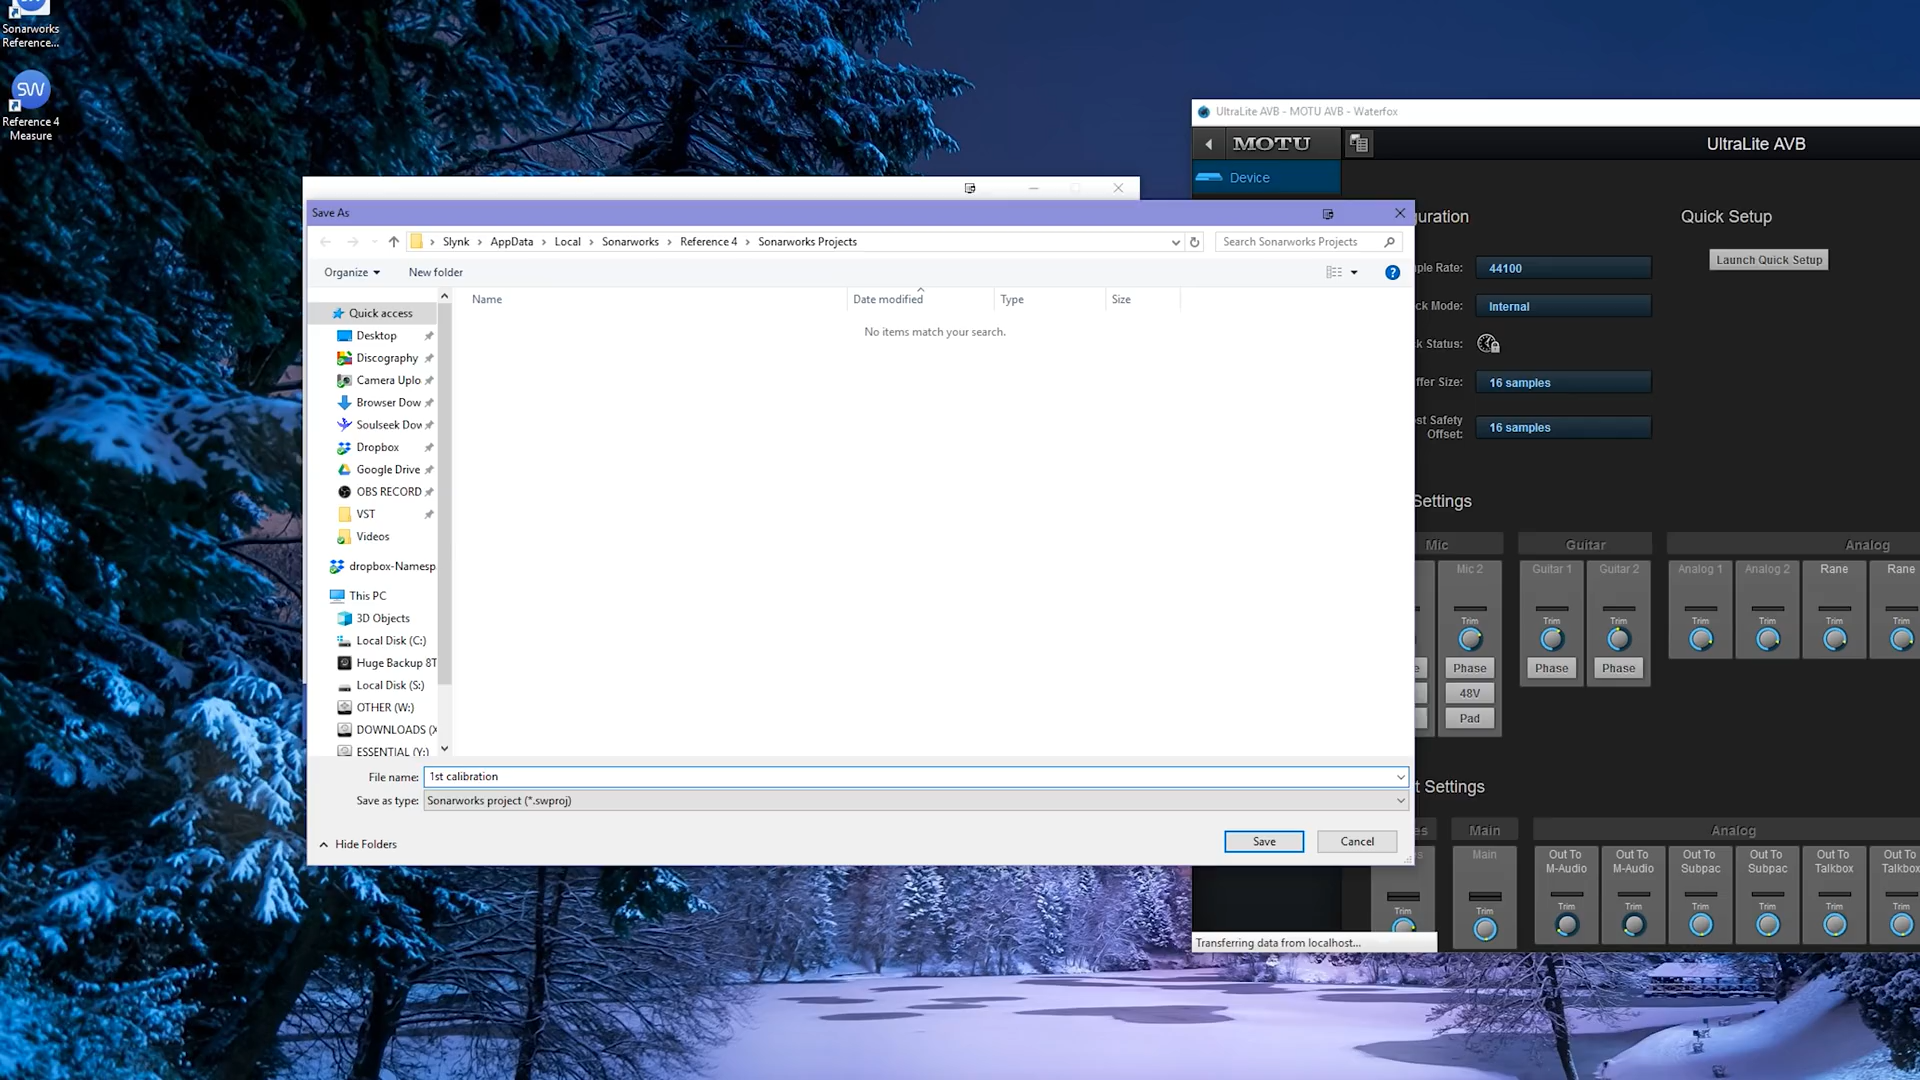 Sonarworks
Reference...
SW
Reference 4
Measure
UltraLite AVB - MOTU AVB - Waterfox
MOTU
UltraLite AVB
Device
Save As
Slynk
AppData
Local
Sonarworks
Reference 4
Sonarworks Projects
Search Sonarworks Projects
Organize
New folder
Name
Date modified
Type
Size
No items match your search.
Quick access
Desktop
Discography
Camera Uplo
Browser Dow
Soulseek Dov
Dropbox
Google Drive
OBS RECORD
VST
Videos
dropbox-Namesp
This PC
3D Objects
Local Disk (C:)
Huge Backup 8T
Local Disk (S:)
OTHER (W:)
DOWNLOADS (X
ESSENTIAL (Y:)
File name:
1st calibration
Save as type:
Sonarworks project (*.swproj)
Hide Folders
Save
Cancel
uration
Quick Setup
ple Rate:
44100
Launch Quick Setup
ck Mode:
Internal
k Status:
ffer Size:
16 samples
st Safety
Offset:
16 samples
Settings
Mic
Guitar
Analog
Mic 2
Guitar 1
Guitar 2
Analog 1
Analog 2
Rane
Rane
Trim
Trim
Trim
Trim
Trim
Trim
Trim
e
Phase
Phase
Phase
48V
Pad
t Settings
es
Main
Analog
s
Main
Out To
M-Audio
Out To
M-Audio
Out To
Subpac
Out To
Subpac
Out To
Talkbox
Out To
Talkbox
Trim
Trim
Trim
Trim
Trim
Trim
Trim
Trim
Transferring data from localhost...